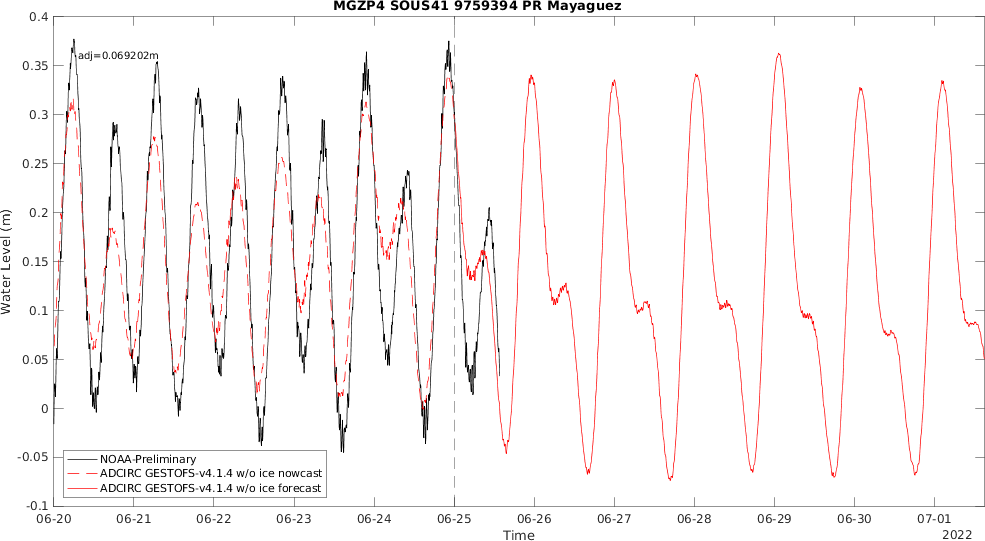 MGZP4 SOUS41 9759394 PR Mayaguez
0.4
0.35
0.3
0.25
0.2
0.15
0.1
0.05
0
-0.05
-0.1
Water Level (m)
adj=0.069202m
NOAA-Preliminary
ADCIRC GESTOFS-v4.1.4 w/o ice nowcast
ADCIRC GESTOFS-v4.1.4 w/o ice forecast
06-20 06-21 06-22 06-23 06-24 06-25 06-26 06-27 06-28 06-29 06-30 07-01
Time
2022